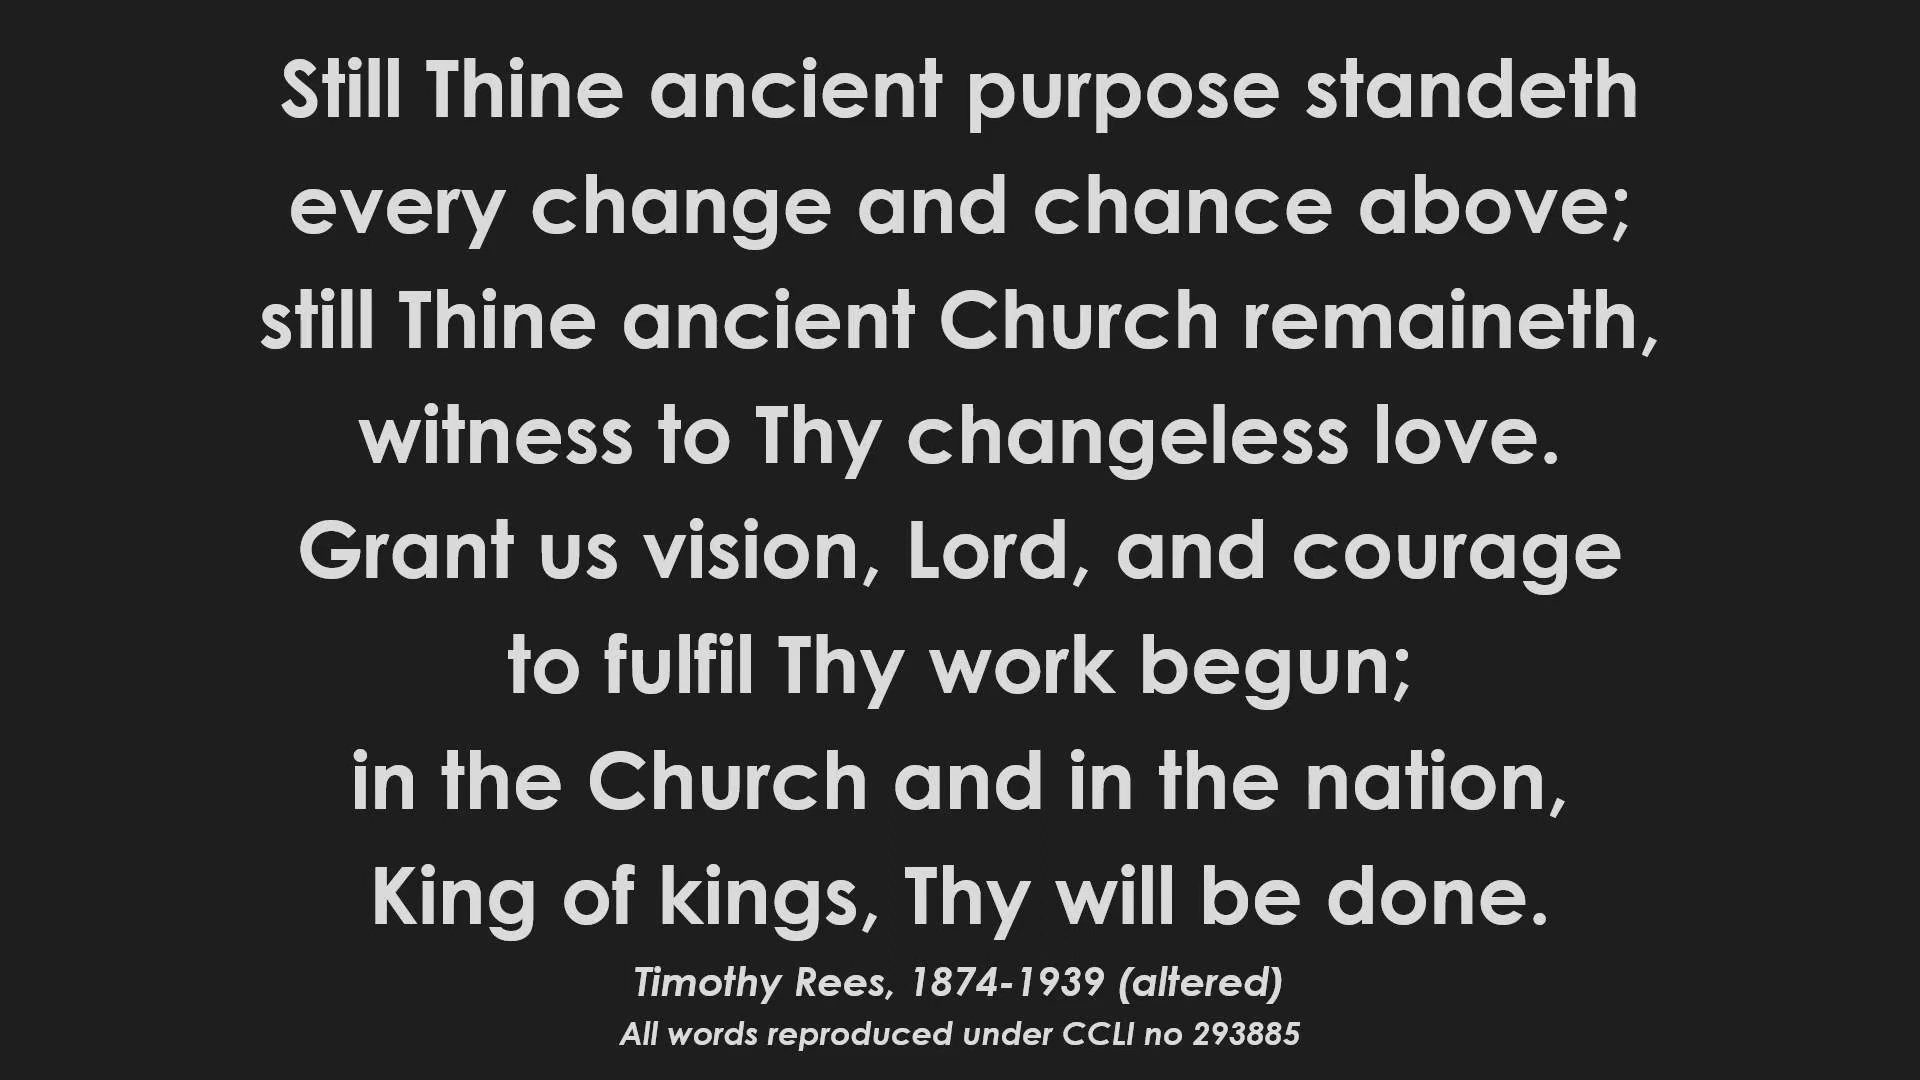 Still Thine ancient purpose standeth
every change and chance above;
still Thine ancient Church remaineth,
witness to Thy changeless love.
Grant us vision, Lord, and courage
to fulfil Thy work begun;
in the Church and in the nation,
King of kings, Thy will be done.
Timothy Rees, 1874-1939 (altered)
All words reproduced under CCLI no 293885